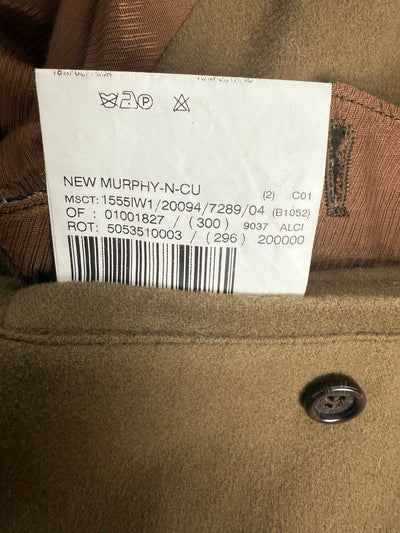 P
NEW MURPHY-N-CU (2) C01
MSCT: 1555IW1/20094/7289/04 (B1052)
OF : 01001827 / (300) 9037 ALCI
ROT: 5053510003 / (296) 200000